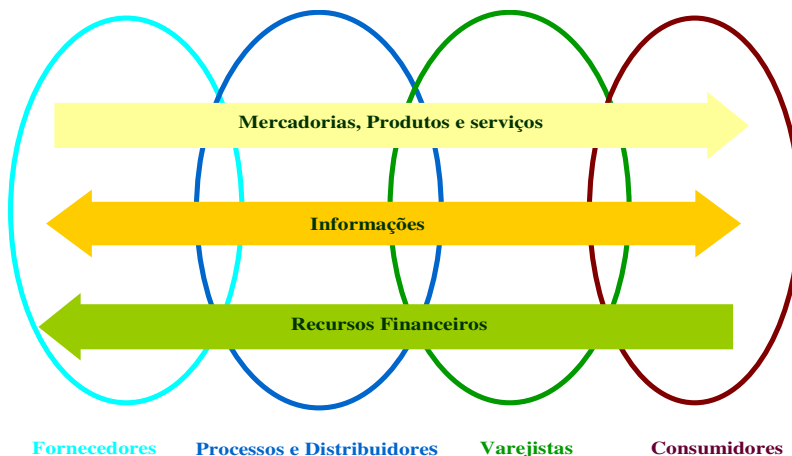 Mercadorias, Produtos e serviços
Informações
Recursos Financeiros
Fornecedores Processos e Distribuidores Varejistas Consumidores